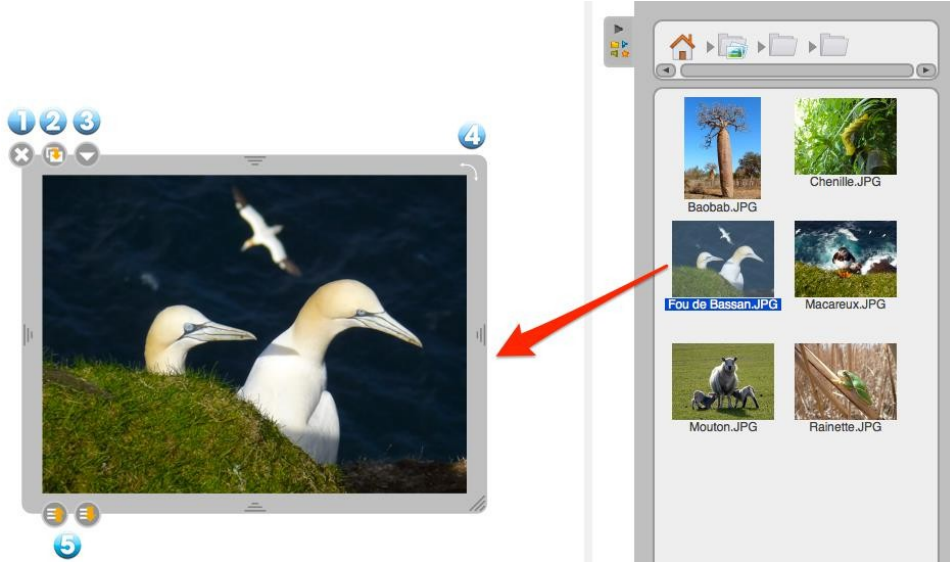 1 2 3
4
5
Baobab.JPG
Chenille.JPG
Fou de Bassan.JPG
Macareux.JPG
Mouton.JPG
Rainette.JPG